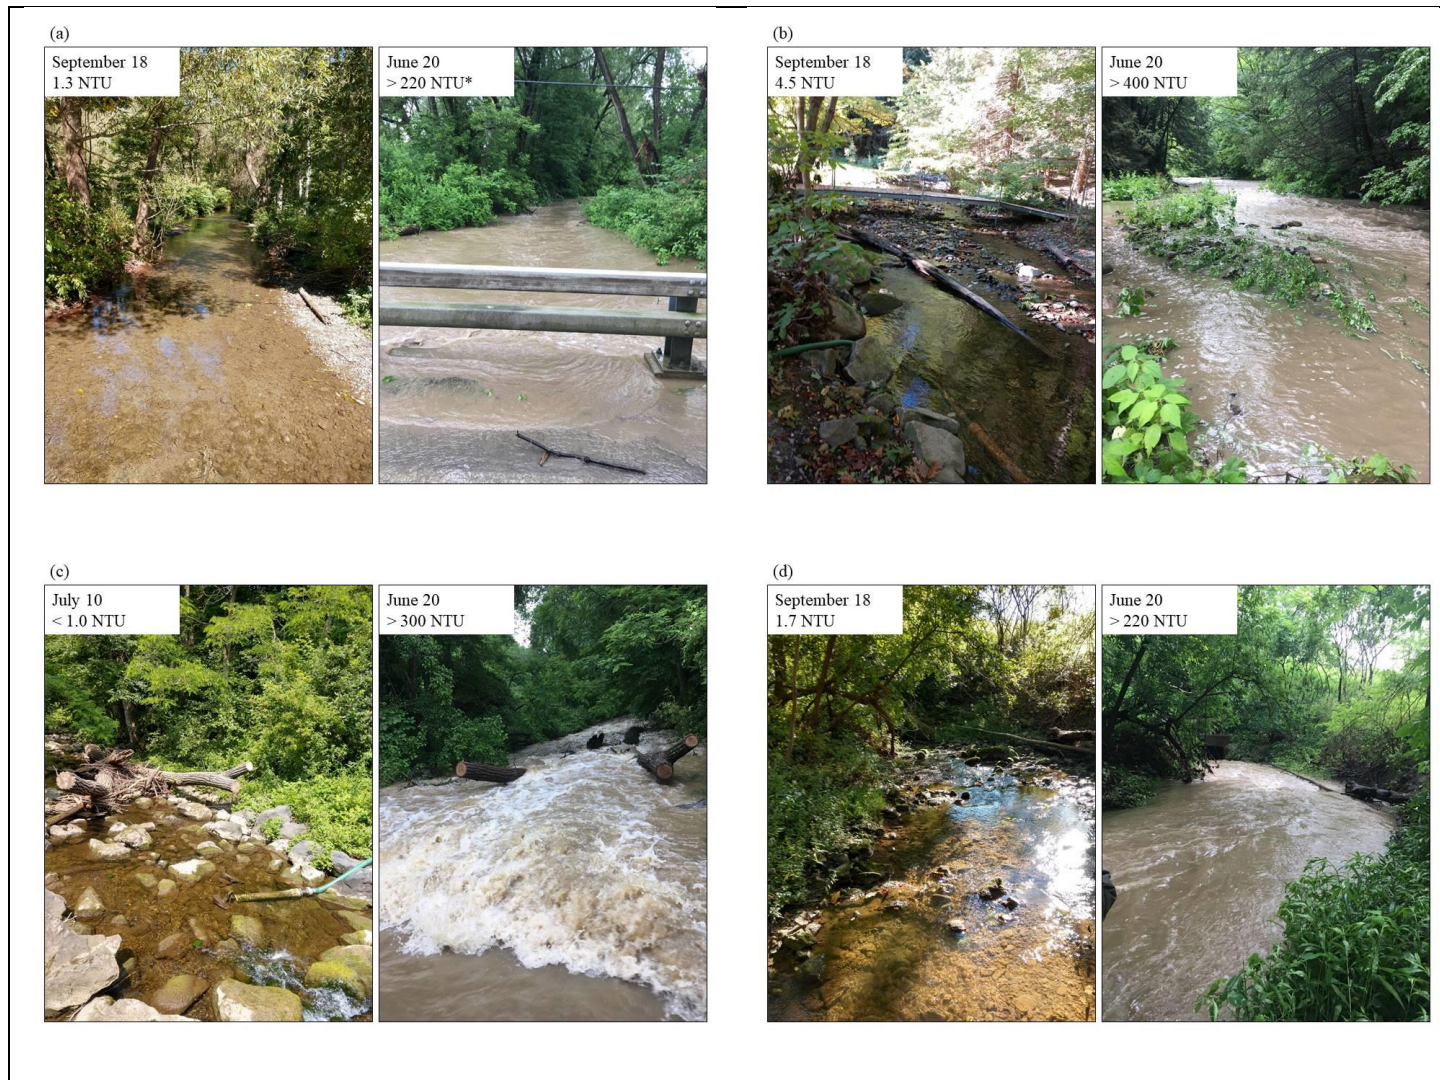 (a)
September 18
1.3 NTU
June 20
> 220 NTU*
(b)
September 18
4.5 NTU
June 20
> 400 NTU
(c)
July 10
< 1.0 NTU
June 20
> 300 NTU
(d)
September 18
1.7 NTU
June 20
> 220 NTU